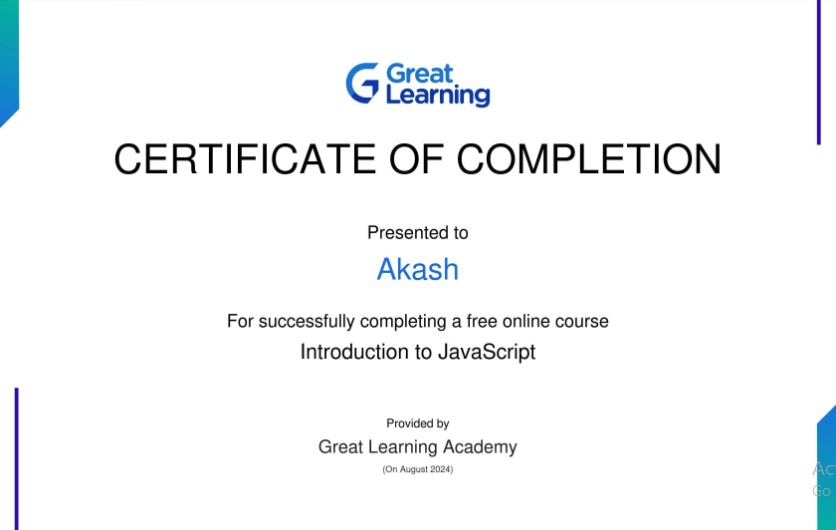 Great
Learning
CERTIFICATE OF COMPLETION
Presented to
Akash
For successfully completing a free online course
Introduction to JavaScript
Provided by
Great Learning Academy
(On August 2024)
Go